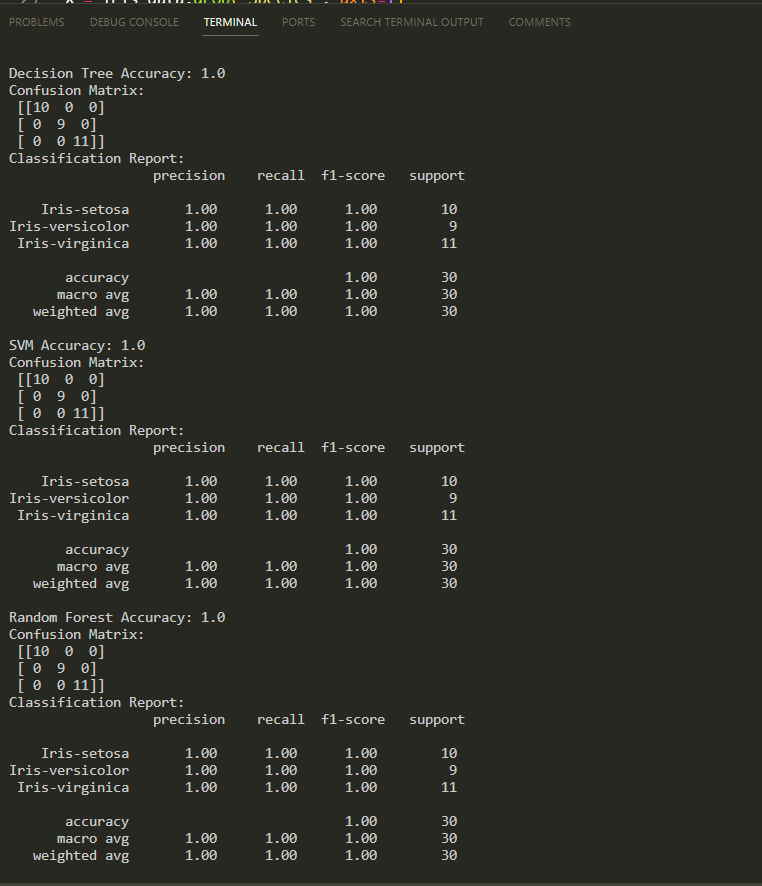 PROBLEMS DEBUG CONSOLE TERMINAL PORTS SEARCH TERMINAL OUTPUT COMMENTS
Decision Tree Accuracy: 1.0
Confusion Matrix:
 [[10  0  0]
 [ 0  9  0]
 [ 0  0 11]]
Classification Report:
                  precision    recall  f1-score   support

    Iris-setosa       1.00      1.00      1.00        10
Iris-versicolor       1.00      1.00      1.00         9
 Iris-virginica       1.00      1.00      1.00        11

       accuracy                           1.00        30
      macro avg       1.00      1.00      1.00        30
   weighted avg       1.00      1.00      1.00        30

SVM Accuracy: 1.0
Confusion Matrix:
 [[10  0  0]
 [ 0  9  0]
 [ 0  0 11]]
Classification Report:
                  precision    recall  f1-score   support

    Iris-setosa       1.00      1.00      1.00        10
Iris-versicolor       1.00      1.00      1.00         9
 Iris-virginica       1.00      1.00      1.00        11

       accuracy                           1.00        30
      macro avg       1.00      1.00      1.00        30
   weighted avg       1.00      1.00      1.00        30

Random Forest Accuracy: 1.0
Confusion Matrix:
 [[10  0  0]
 [ 0  9  0]
 [ 0  0 11]]
Classification Report:
                  precision    recall  f1-score   support

    Iris-setosa       1.00      1.00      1.00        10
Iris-versicolor       1.00      1.00      1.00         9
 Iris-virginica       1.00      1.00      1.00        11

       accuracy                           1.00        30
      macro avg       1.00      1.00      1.00        30
   weighted avg       1.00      1.00      1.00        30